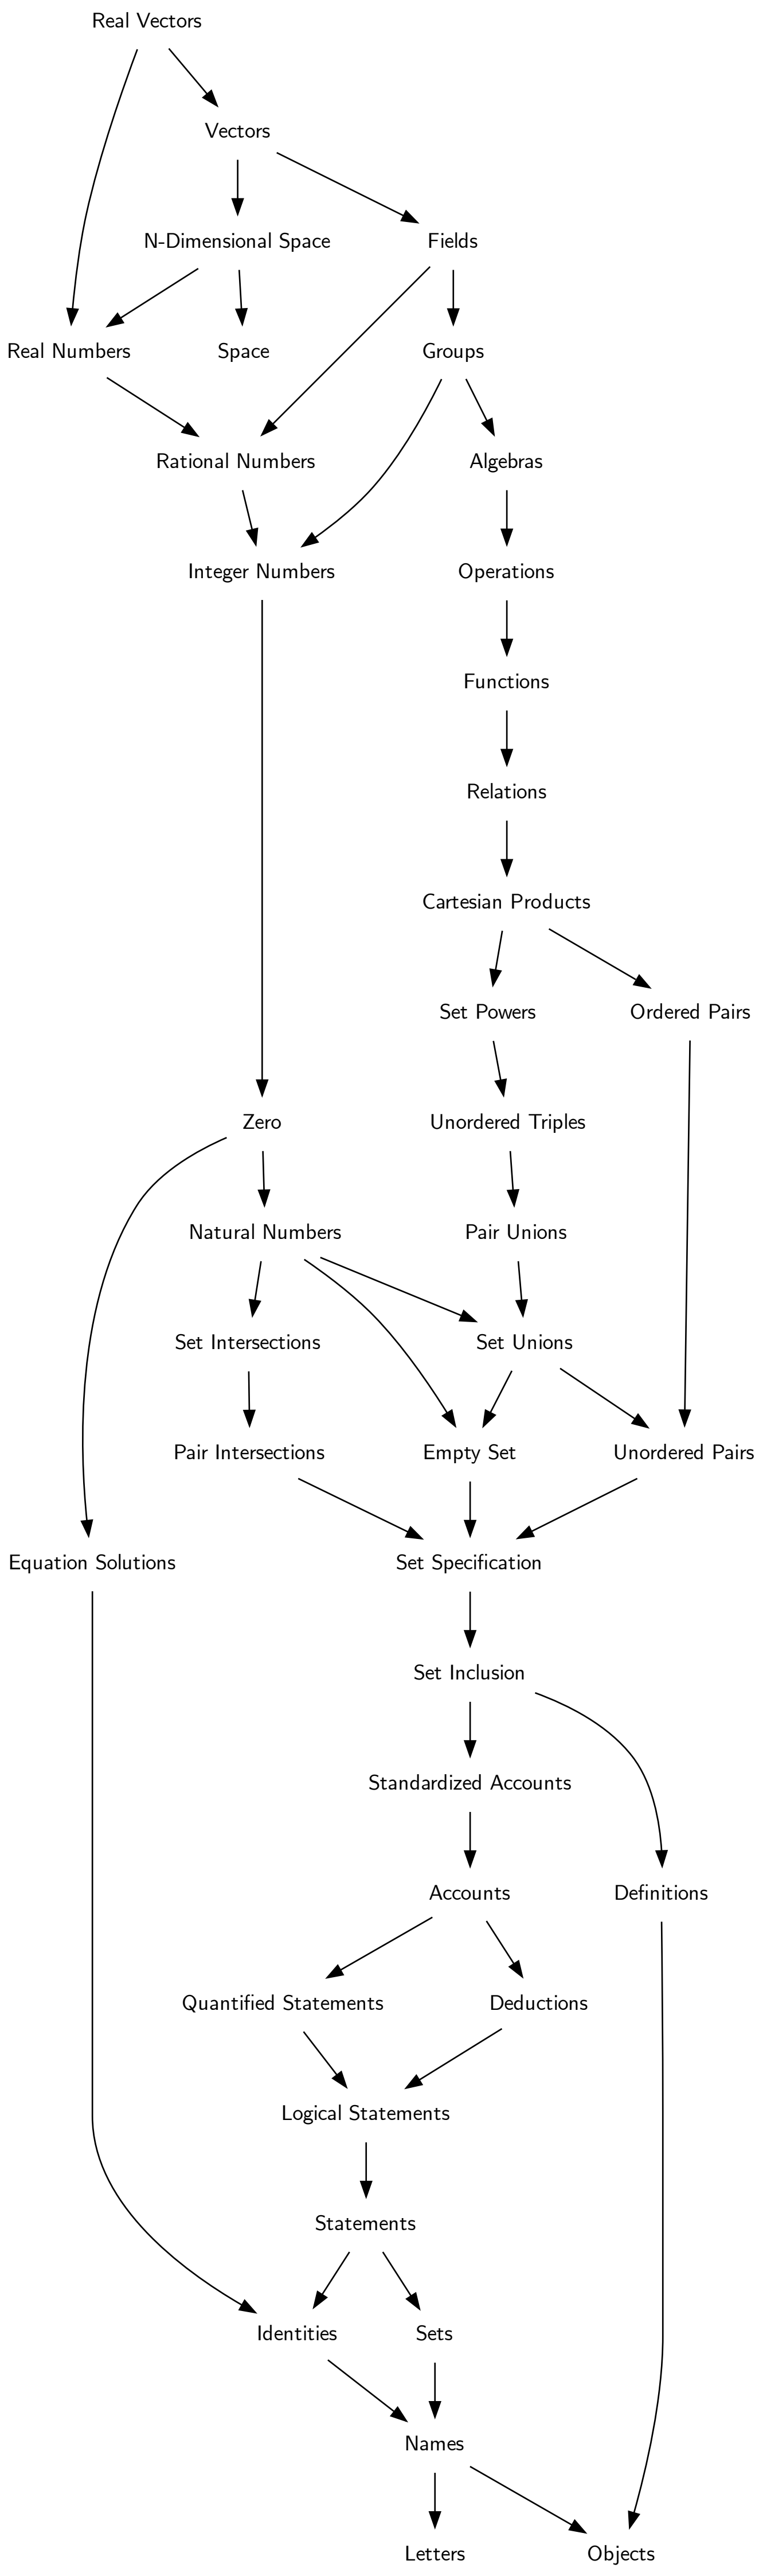 Real Vectors
Vectors
N-Dimensional Space
Fields
Real Numbers
Space
Groups
Rational Numbers
Algebras
Integer Numbers
Operations
Functions
Relations
Cartesian Products
Set Powers
Ordered Pairs
Zero
Unordered Triples
Natural Numbers
Pair Unions
Set Intersections
Set Unions
Pair Intersections
Empty Set
Unordered Pairs
Equation Solutions
Set Specification
Set Inclusion
Standardized Accounts
Accounts
Definitions
Quantified Statements
Deductions
Logical Statements
Statements
Identities
Sets
Names
Letters
Objects